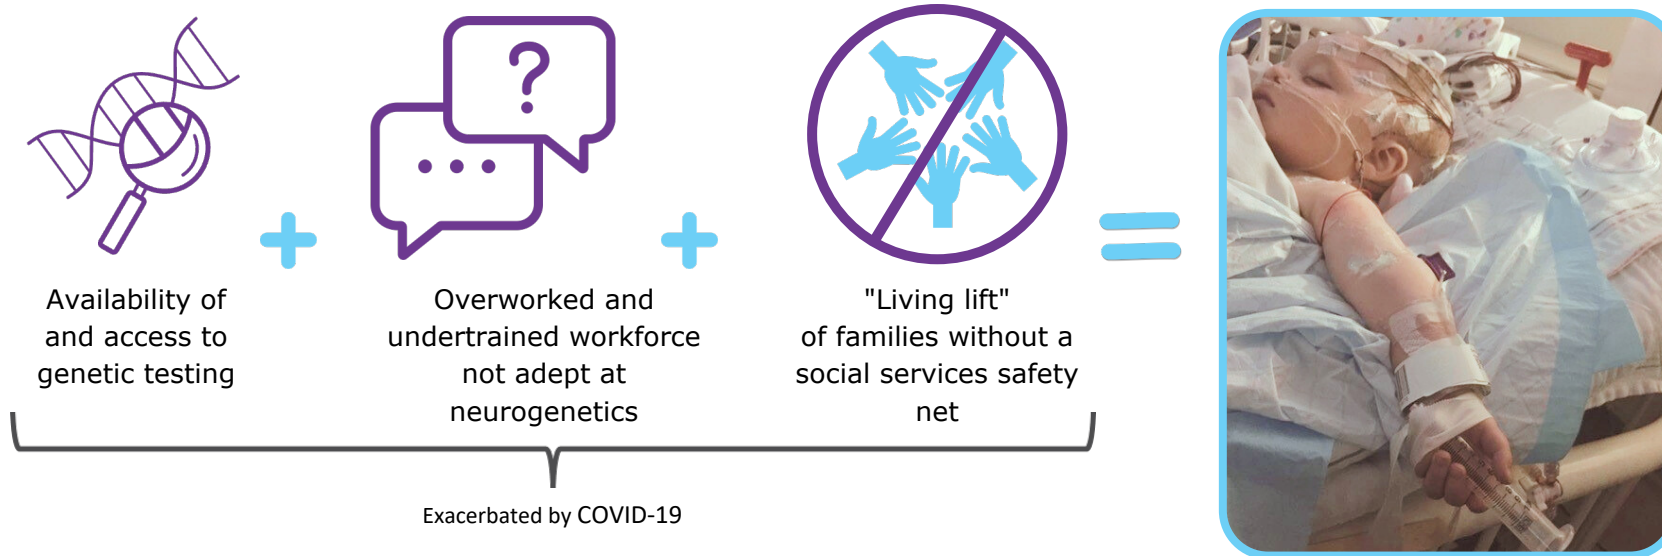 Availability of
and access to
genetic testing
Overworked and
undertrained workforce
not adept at
neurogenetics
"Living lift"
of families without a
social services safety
net
Exacerbated by COVID-19